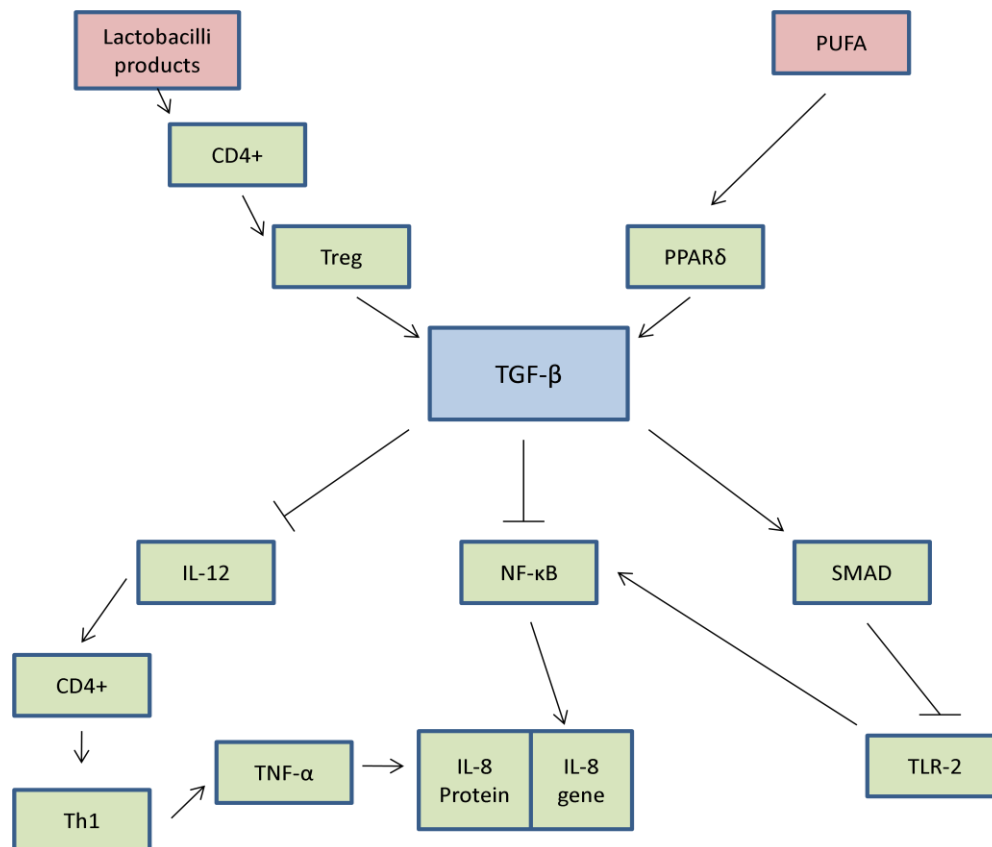 Lactobacilli
products
PUFA
CD4+
Treg
PPARδ
TGF-β
IL-12
NF-κB
SMAD
CD4+
TNF-α
IL-8
Protein
IL-8
gene
TLR-2
Th1